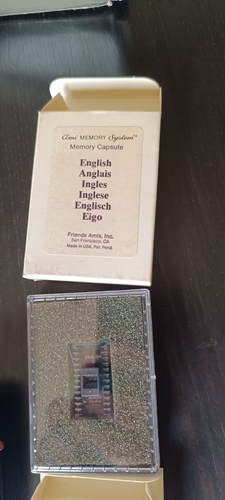 Ami MEMORY System™
Memory Capsule
English
Anglais
Ingles
Inglese
Englisch
Eigo
Friends Amis, Inc.
San Francisco, CA
Made in USA, Pat. Pend.